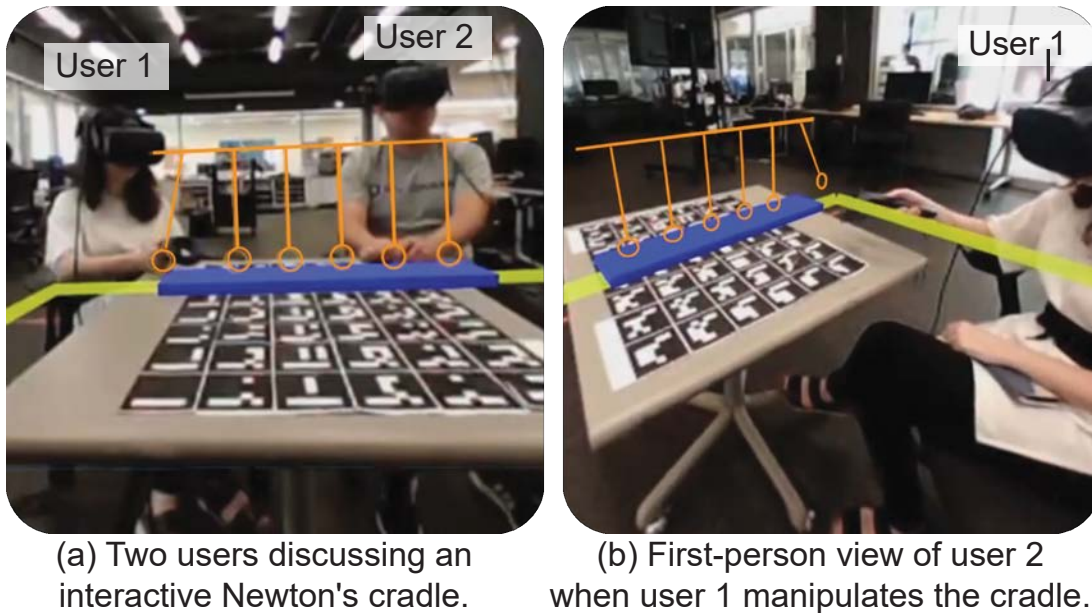 User 1
User 2
User 1
(a) Two users discussing an
interactive Newton's cradle.
(b) First-person view of user 2
when user 1 manipulates the cradle.